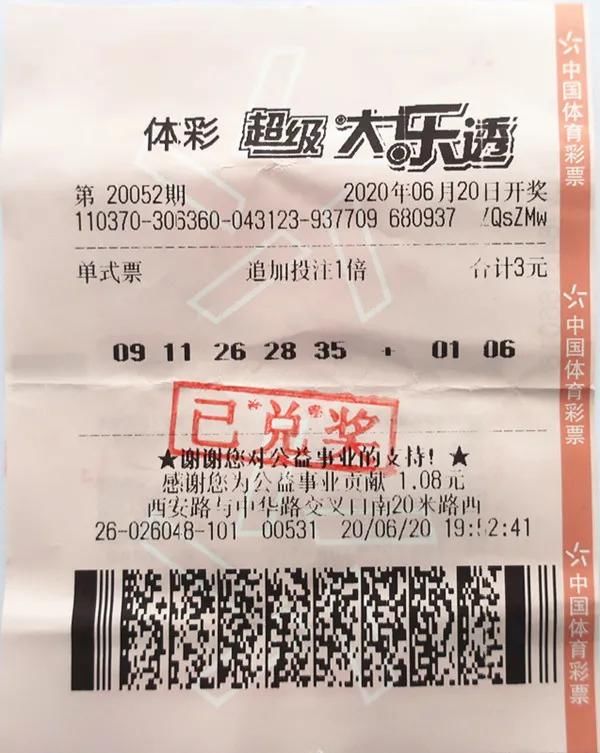 体彩 超级大乐透
第 20052期 2020年06月20日开奖
110370-306360-043123-937709 680937 /QsZMw
单式票 追加投注1倍 合计3元
09 11 26 28 35 + 01 06
已兑奖
★谢谢您对公益事业的支持!★
感谢您为公益事业贡献 1.08元
西安路与中华路交叉口南20米路西
26-026048-101 00531 20/06/20 19:52:41
中国体育彩票
中国体育彩票
中国体育彩票